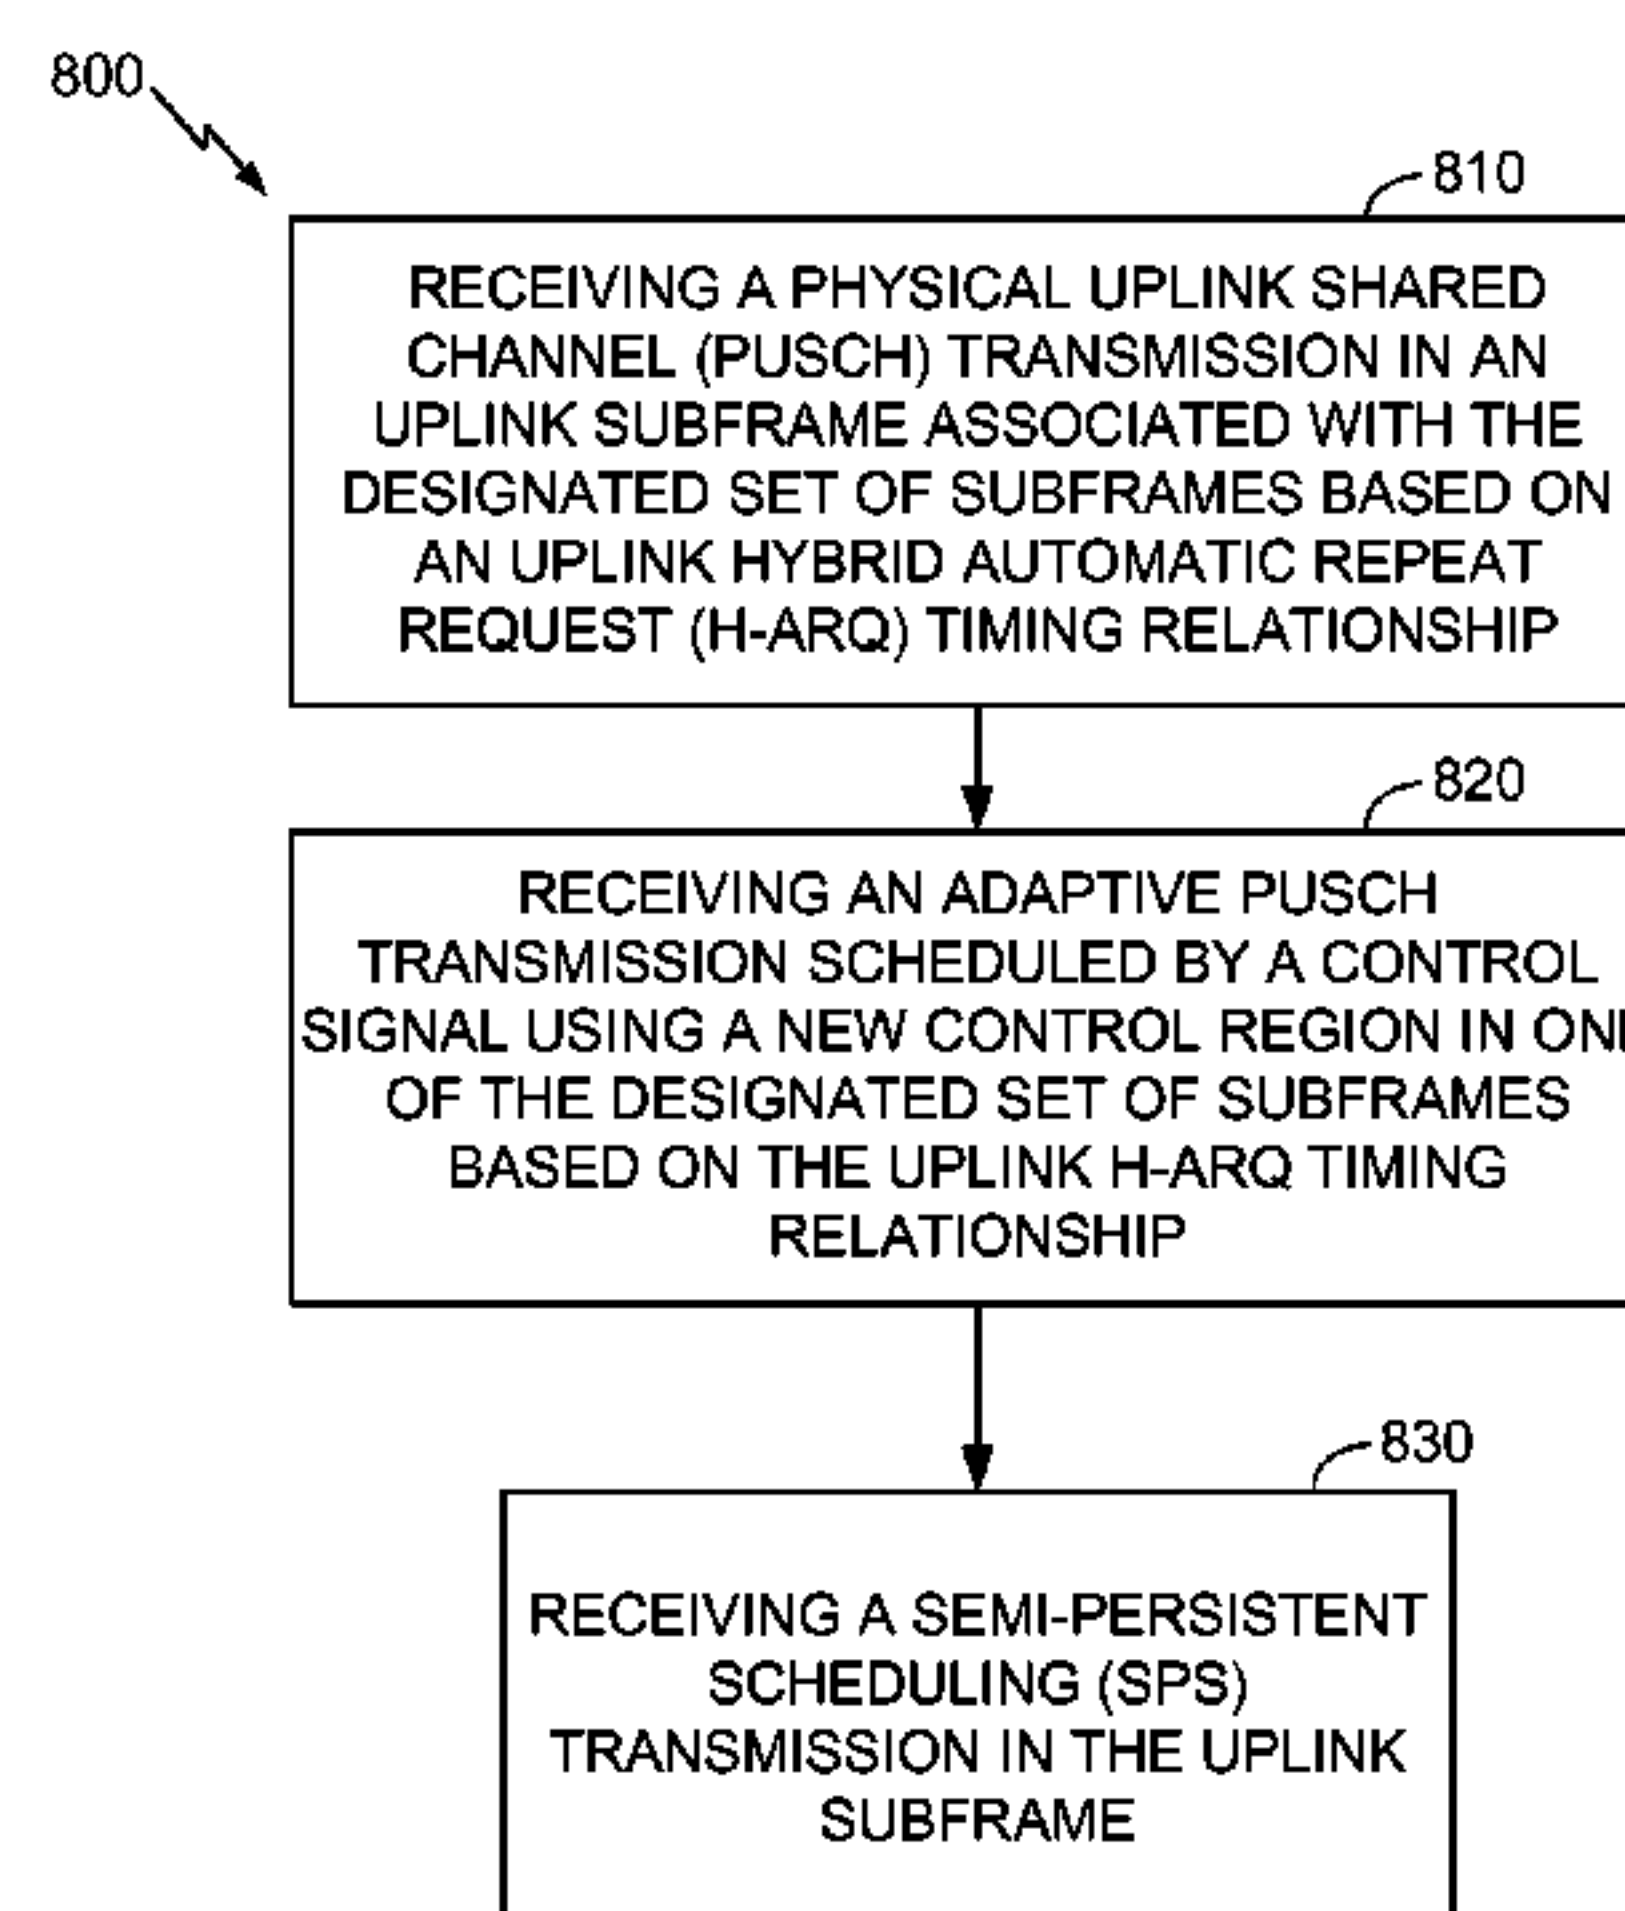 800
810
RECEIVING A PHYSICAL UPLINK SHARED
CHANNEL (PUSCH) TRANSMISSION IN AN
UPLINK SUBFRAME ASSOCIATED WITH THE
DESIGNATED SET OF SUBFRAMES BASED ON
AN UPLINK HYBRID AUTOMATIC REPEAT
REQUEST (H-ARQ) TIMING RELATIONSHIP
820
RECEIVING AN ADAPTIVE PUSCH
TRANSMISSION SCHEDULED BY A CONTROL
SIGNAL USING A NEW CONTROL REGION IN
OF THE DESIGNATED SET OF SUBFRAMES
BASED ON THE UPLINK H-ARQ TIMING
RELATIONSHIP
830
RECEIVING A SEMI-PERSISTENT
SCHEDULING (SPS)
TRANSMISSION IN THE UPLINK
SUBFRAME